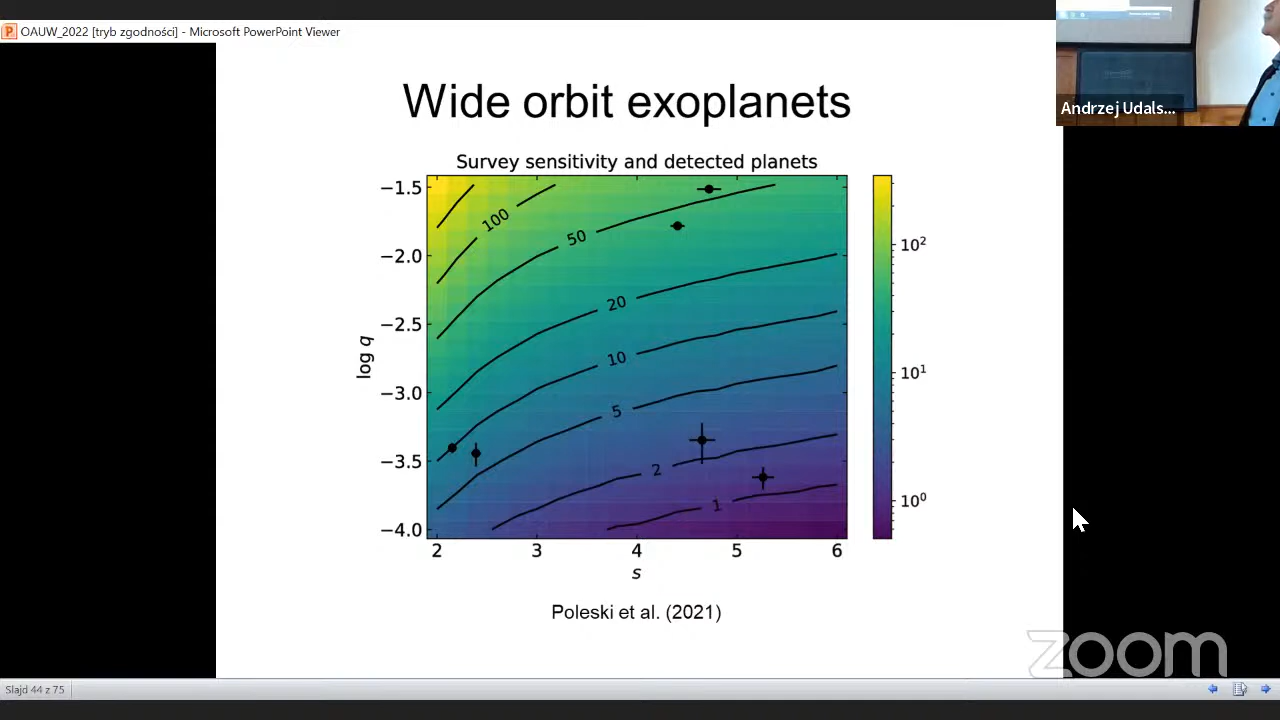 OAUW_2022 [tryb zgodności] - Microsoft PowerPoint Viewer
Andrzej Udals...
Wide orbit exoplanets
Survey sensitivity and detected planets
−1.5
−2.0
−2.5
−3.0
−3.5
−4.0
log q
100
50
20
10
5
2
1
2 3 4 5 6
s
10²
10¹
10⁰
Poleski et al. (2021)
zoom
Slajd 44 z 75